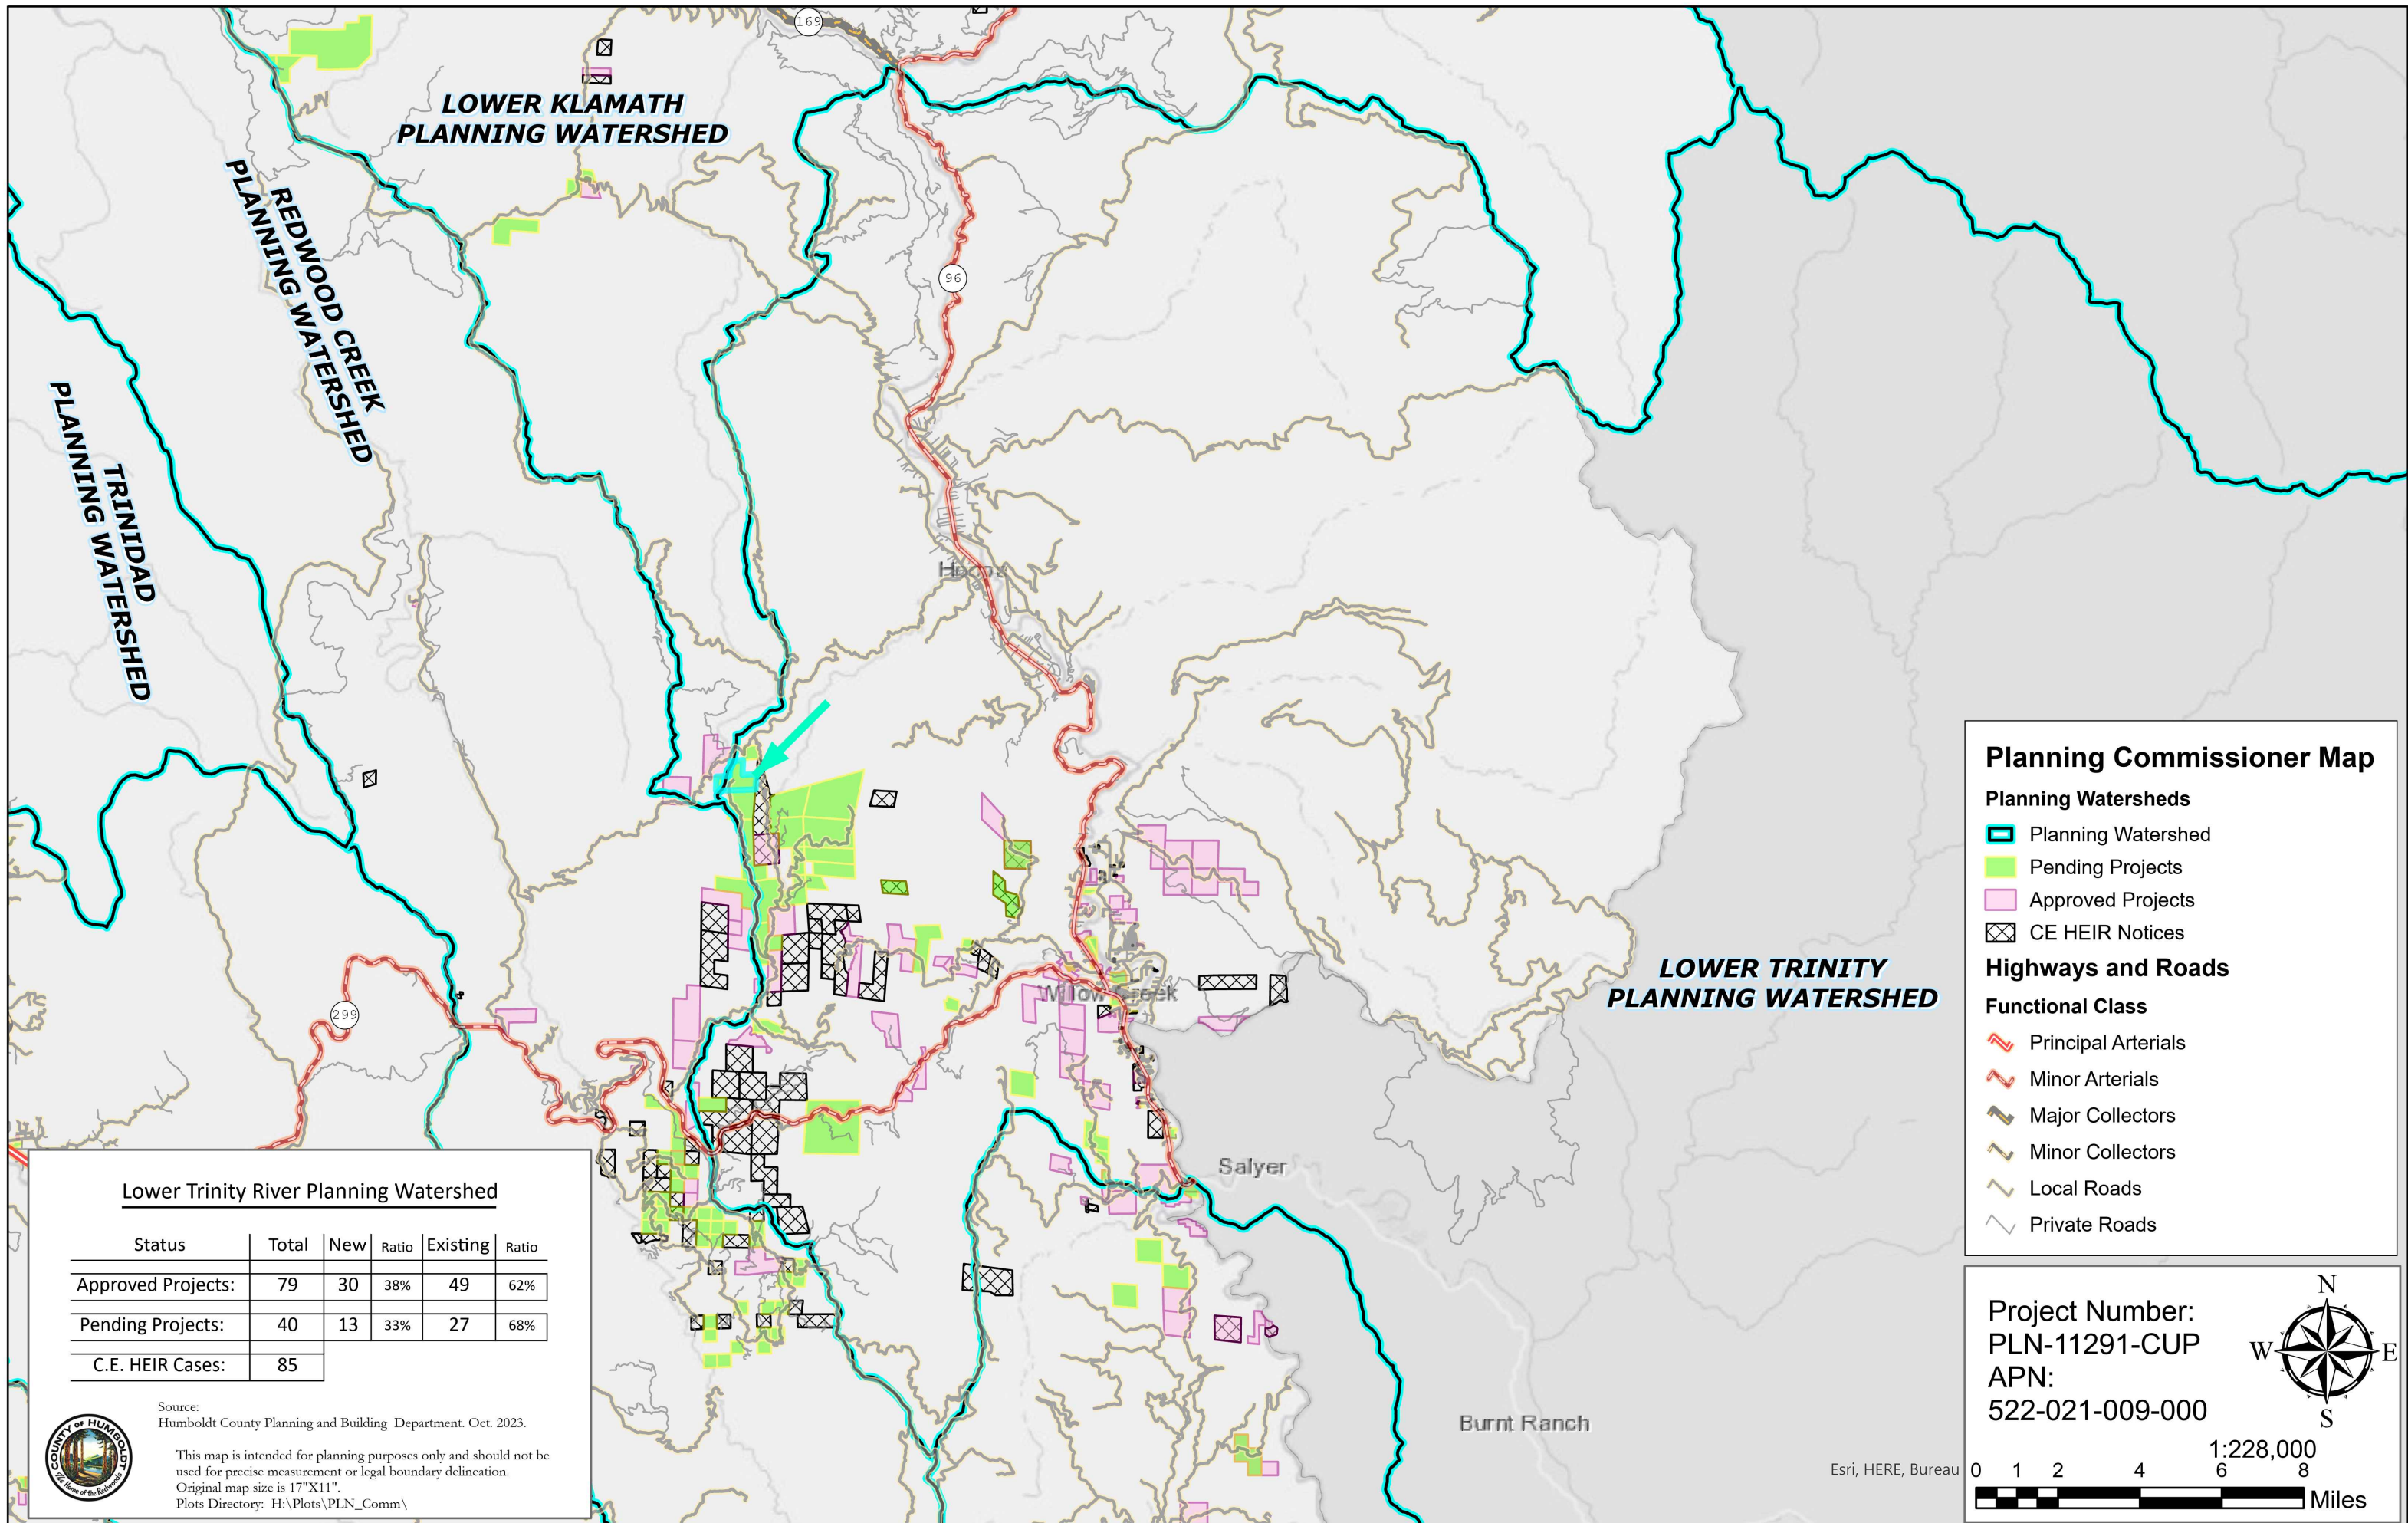 169
LOWER KLAMATH
PLANNING WATERSHED
REDWOOD CREEK
PLANNING WATERSHED
96
TRINIDAD
PLANNING WATERSHED
Hoopa
LOWER TRINITY
PLANNING WATERSHED
Willow Creek
299
Salyer
Burnt Ranch
Planning Commissioner Map
Planning Watersheds
Planning Watershed
Pending Projects
Approved Projects
CE HEIR Notices
Highways and Roads
Functional Class
Principal Arterials
Minor Arterials
Major Collectors
Minor Collectors
Local Roads
Private Roads
Lower Trinity River Planning Watershed
Status Total New Ratio Existing Ratio
Approved Projects: 79 30 38% 49 62%
Pending Projects: 40 13 33% 27 68%
C.E. HEIR Cases: 85
Source:
Humboldt County Planning and Building Department. Oct. 2023.
This map is intended for planning purposes only and should not be
used for precise measurement or legal boundary delineation.
Original map size is 17"X11".
Plots Directory: H:\Plots\PLN_Comm\
COUNTY OF HUMBOLDT
The Home of the Redwoods
Project Number:
PLN-11291-CUP
APN:
522-021-009-000
N
W E
S
1:228,000
0 1 2 4 6 8
Miles
Esri, HERE, Bureau